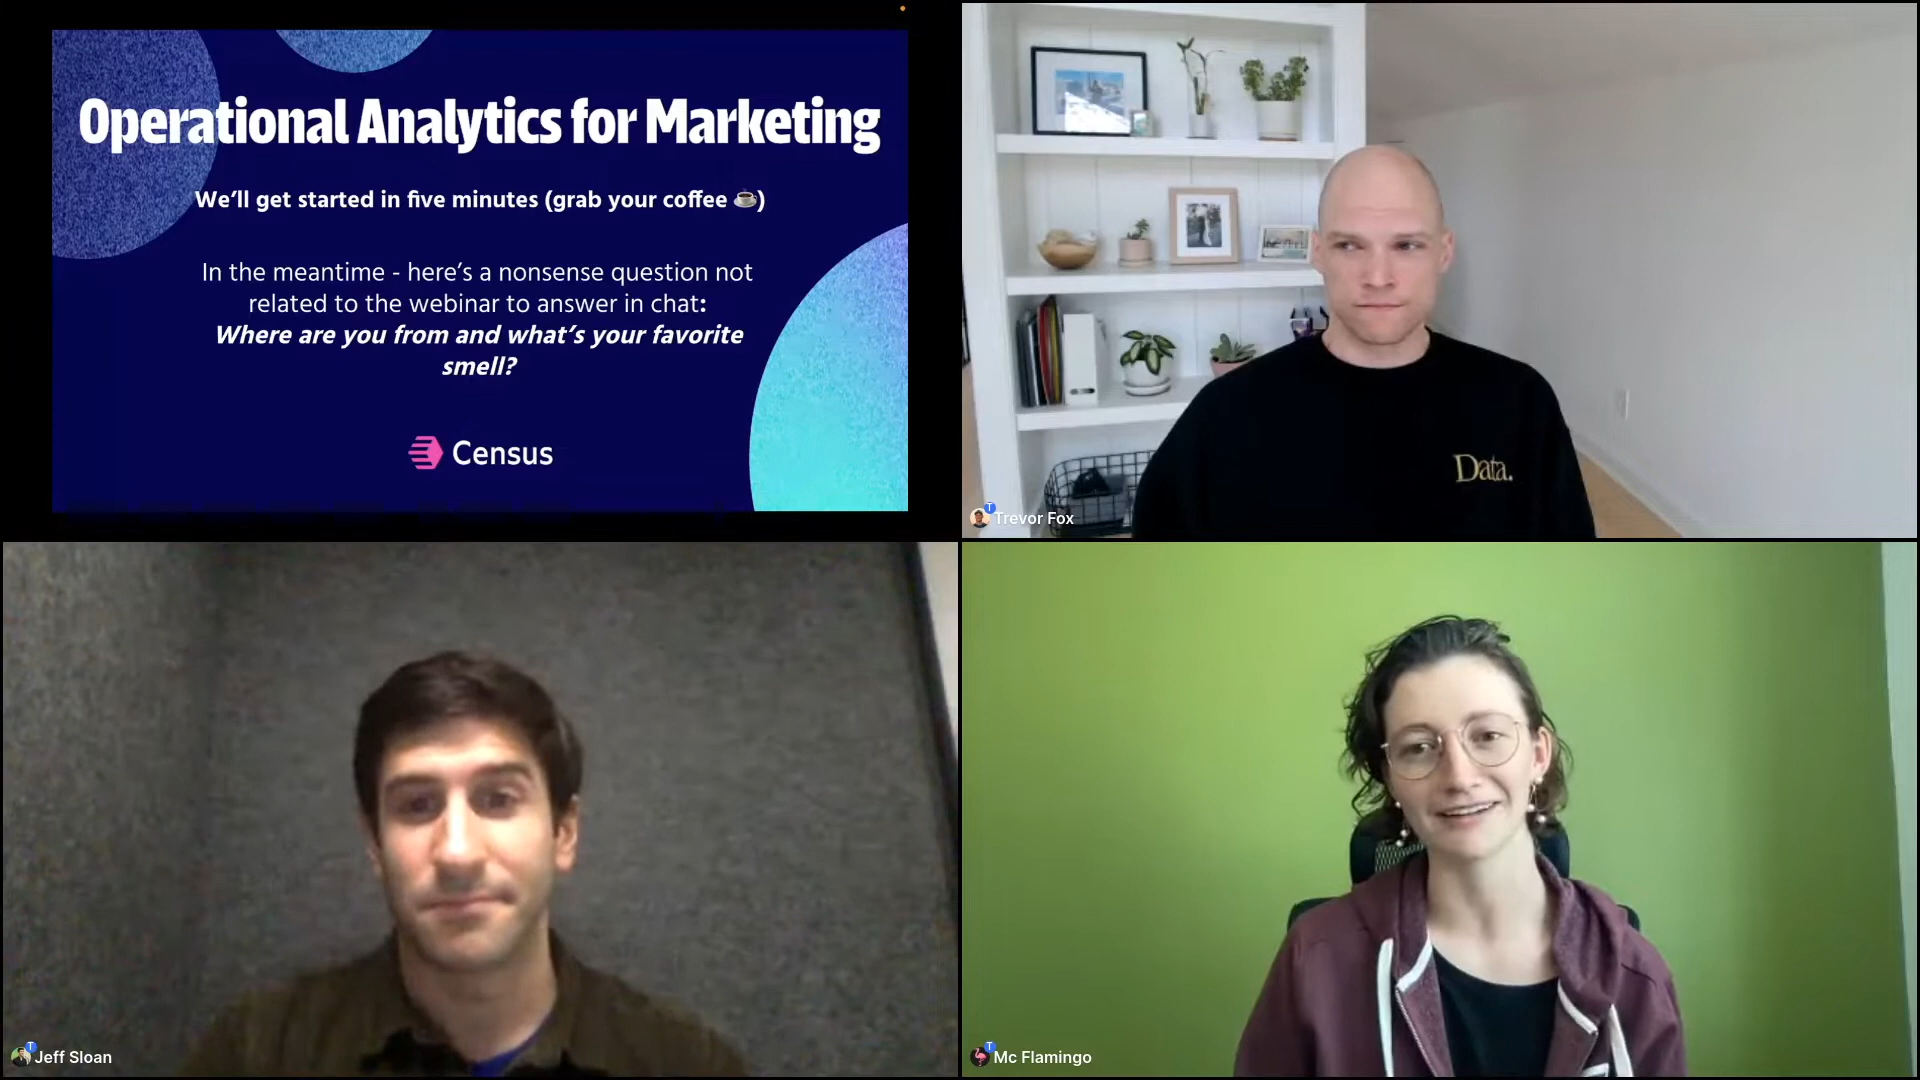 Operational Analytics for Marketing
We’ll get started in five minutes (grab your coffee ☕)
In the meantime - here’s a nonsense question not
related to the webinar to answer in chat:
Where are you from and what’s your favorite
smell?
Census
Data.
T
Trevor Fox
T
Jeff Sloan
T
Mc Flamingo